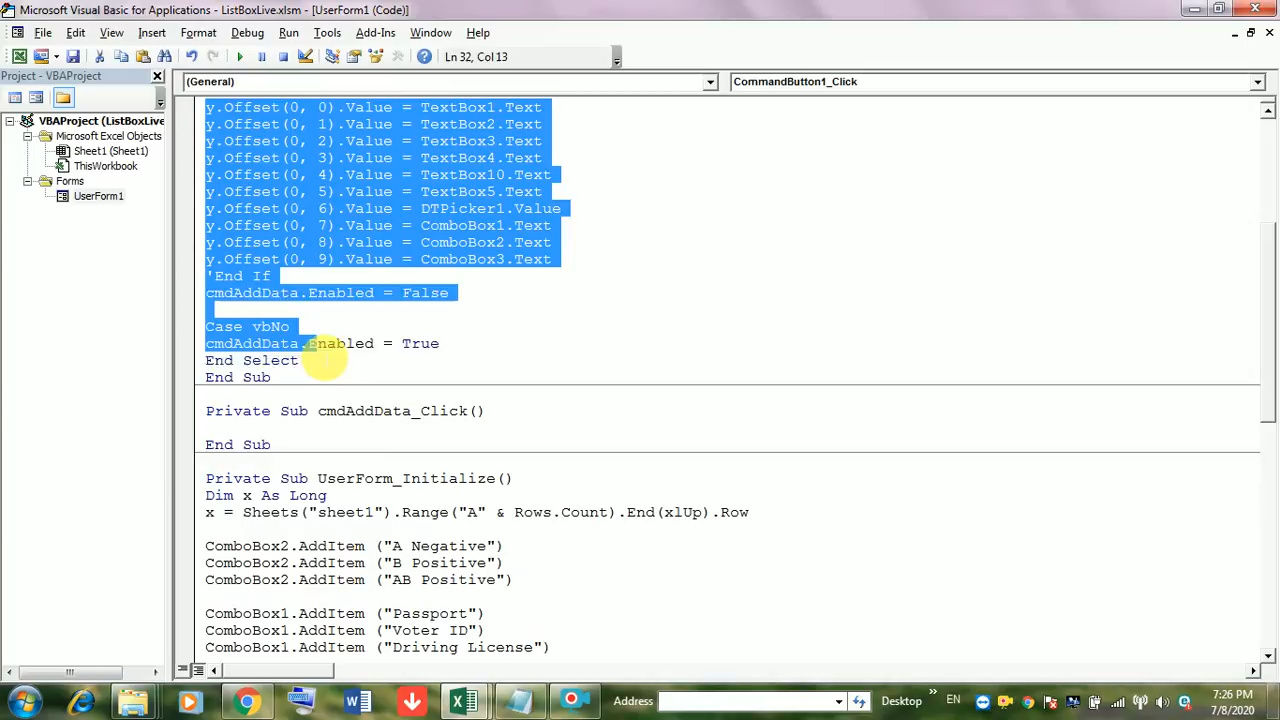 Microsoft Visual Basic for Applications - ListBoxLive.xlsm - [UserForm1 (Code)]
File Edit View Insert Format Debug Run Tools Add-Ins Window Help
Ln 32, Col 13
Project - VBAProject
(General)
CommandButton1_Click
VBAProject (ListBoxLive
Microsoft Excel Objects
Sheet1 (Sheet1)
ThisWorkbook
Forms
UserForm1
y.Offset(0, 0).Value = TextBox1.Text
y.Offset(0, 1).Value = TextBox2.Text
y.Offset(0, 2).Value = TextBox3.Text
y.Offset(0, 3).Value = TextBox4.Text
y.Offset(0, 4).Value = TextBox10.Text
y.Offset(0, 5).Value = TextBox5.Text
y.Offset(0, 6).Value = DTPicker1.Value
y.Offset(0, 7).Value = ComboBox1.Text
y.Offset(0, 8).Value = ComboBox2.Text
y.Offset(0, 9).Value = ComboBox3.Text
'End If
cmdAddData.Enabled = False
Case vbNo
cmdAddData.Enabled = True
End Select
End Sub
Private Sub cmdAddData_Click()
End Sub
Private Sub UserForm_Initialize()
Dim x As Long
x = Sheets("sheet1").Range("A" & Rows.Count).End(xlUp).Row
ComboBox2.AddItem ("A Negative")
ComboBox2.AddItem ("B Positive")
ComboBox2.AddItem ("AB Positive")
ComboBox1.AddItem ("Passport")
ComboBox1.AddItem ("Voter ID")
ComboBox1.AddItem ("Driving License")
Address
Desktop
EN
7:26 PM
7/8/2020